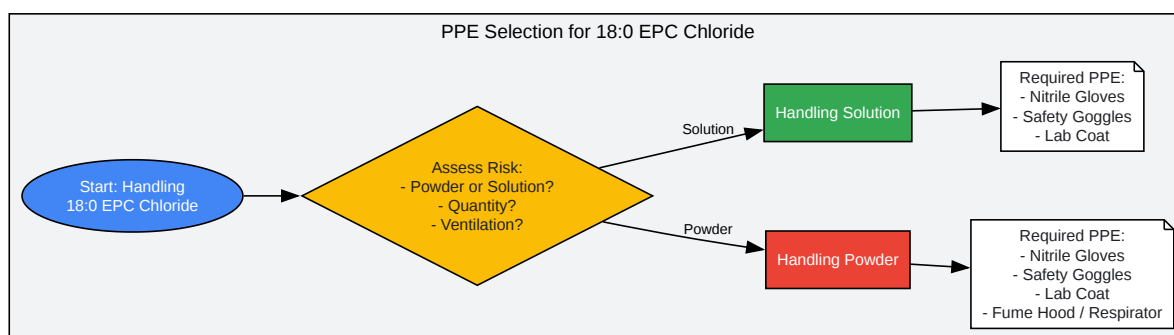 PPE Selection for 18:0 EPC Chloride
Start: Handling
18:0 EPC Chloride
Assess Risk:
- Powder or Solution?
- Quantity?
- Ventilation?
Solution
Handling Solution
Required PPE:
- Nitrile Gloves
- Safety Goggles
- Lab Coat
Powder
Handling Powder
Required PPE:
- Nitrile Gloves
- Safety Goggles
- Lab Coat
- Fume Hood / Respirator